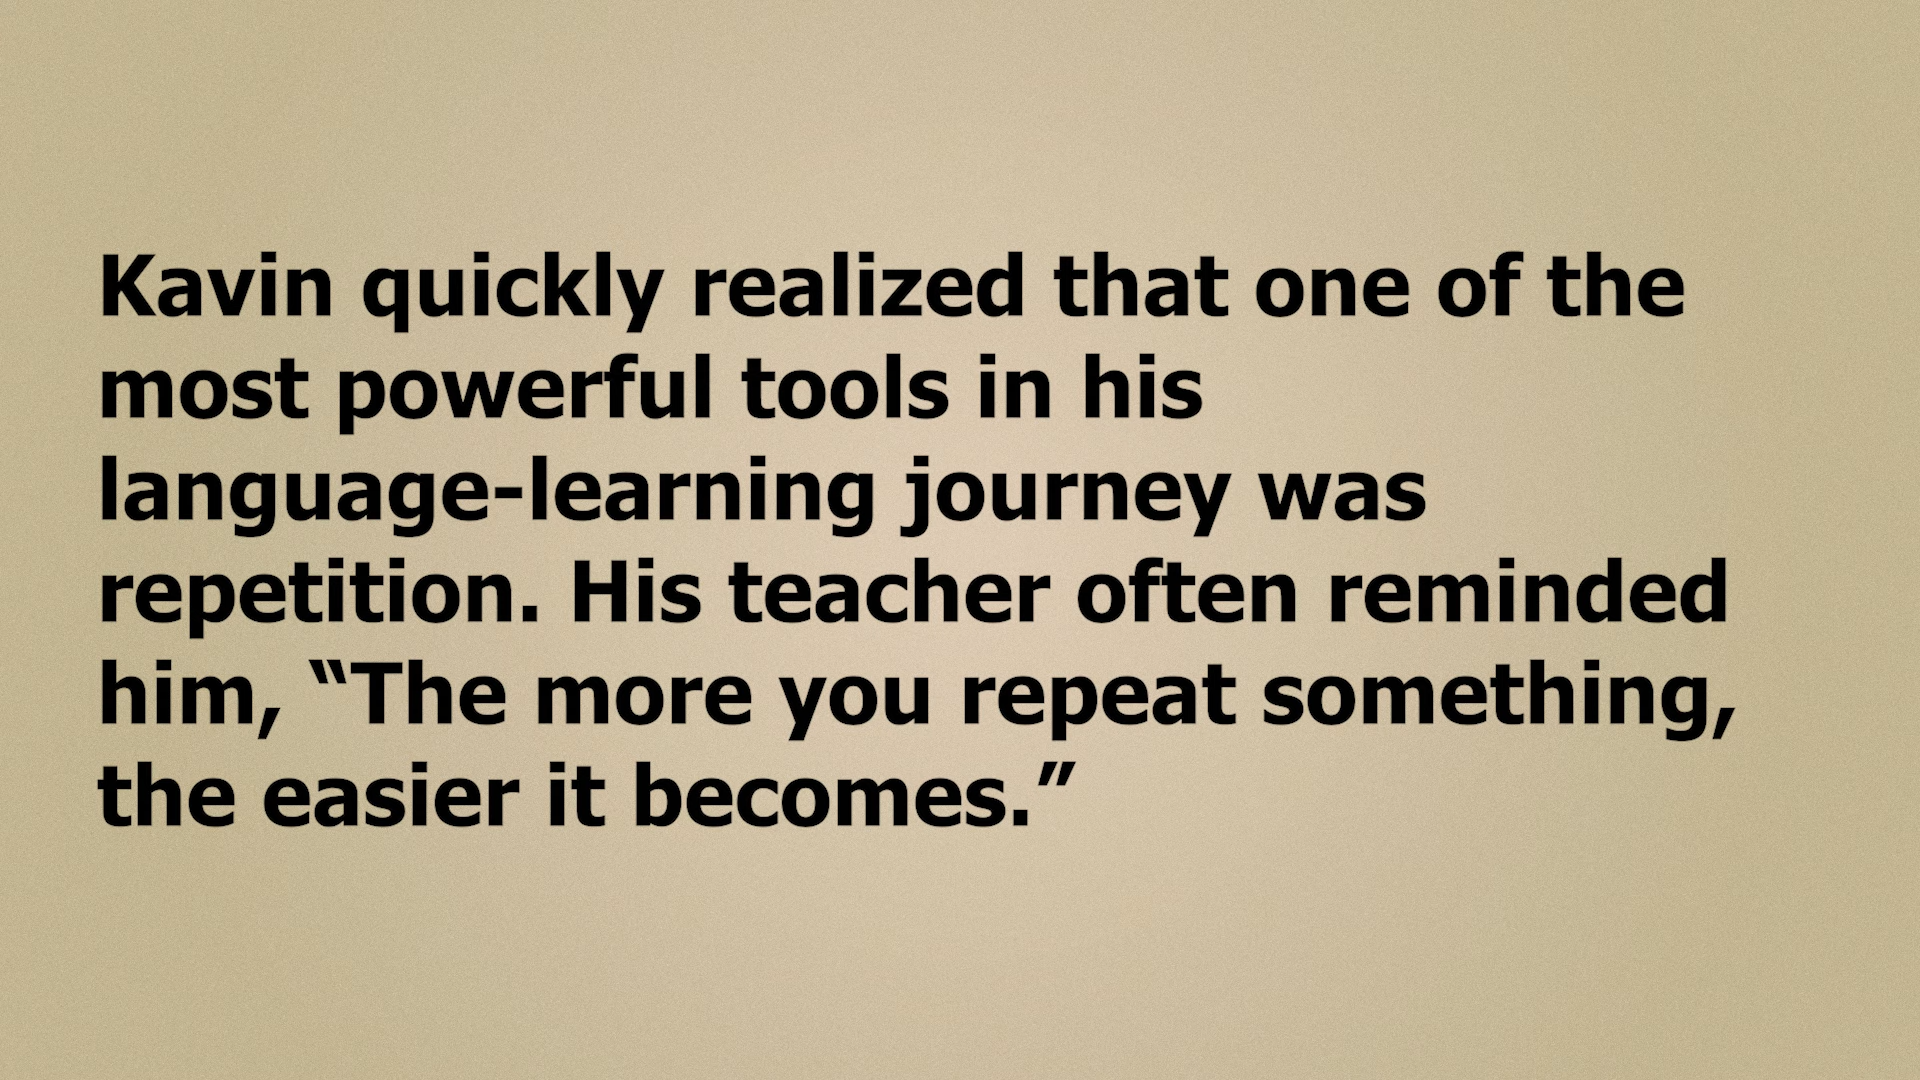 Kavin quickly realized that one of the
most powerful tools in his
language-learning journey was
repetition. His teacher often reminded
him, “The more you repeat something,
the easier it becomes.”